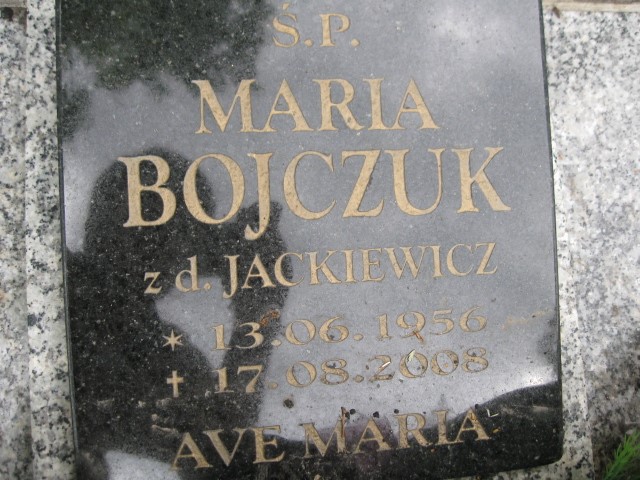 Ś.P.
MARIA
BOJCZUK
z d. JACKIEWICZ
* 13.06.1956
† 17.08.2008
AVE MARIA